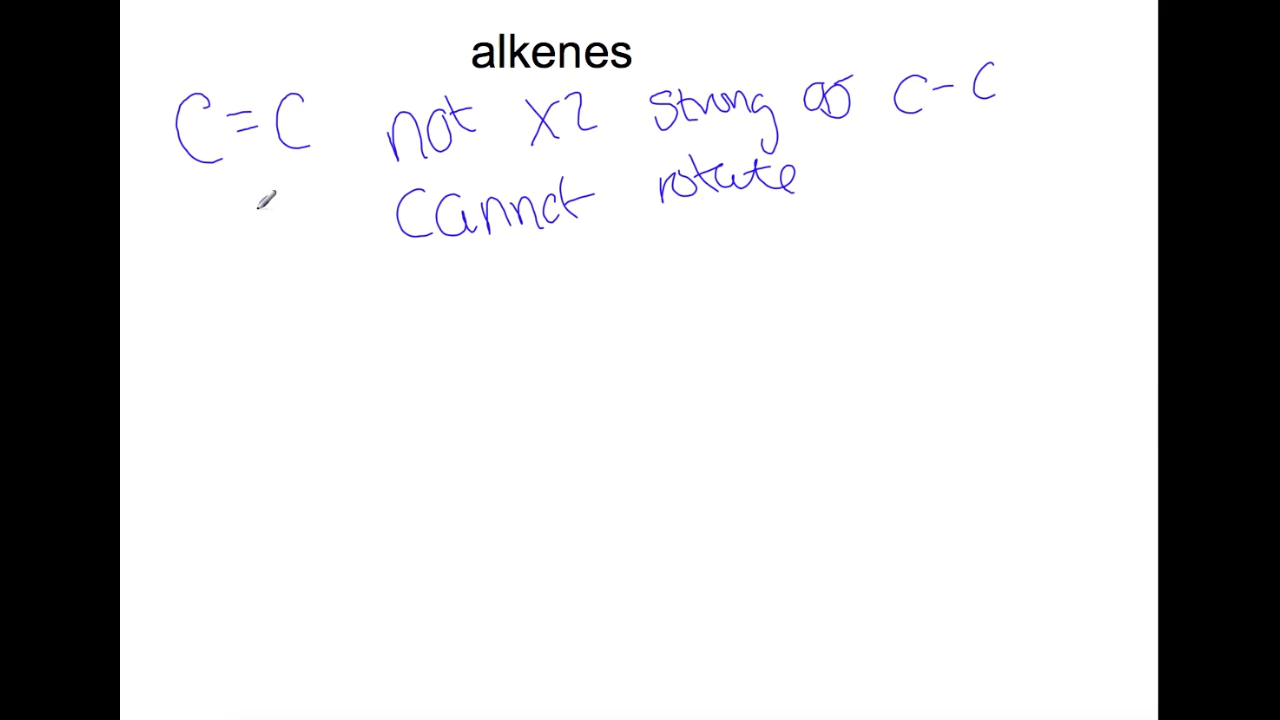 alkenes
C=C not x2 strong as C-C
cannot rotate